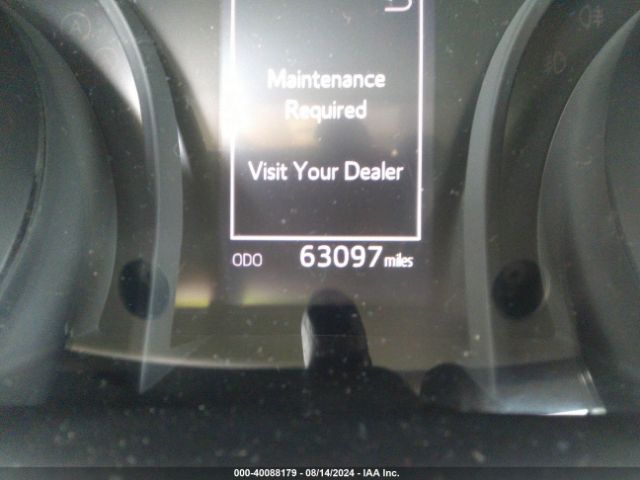 Maintenance
Required
Visit Your Dealer
ODO 63097 miles
000-40088179 - 08/14/2024 - IAA Inc.